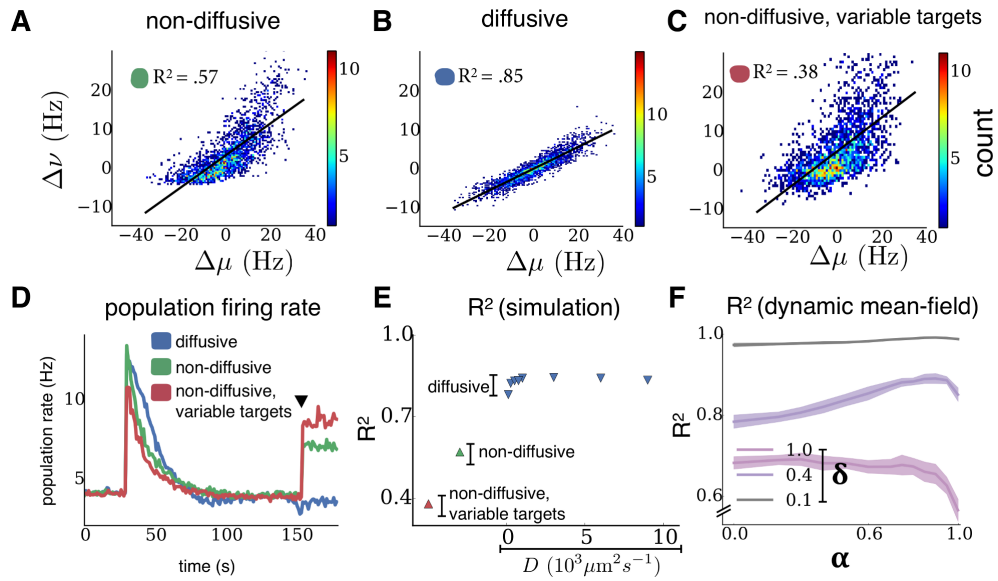 A
non-diffusive
B
diffusive
C
non-diffusive, variable targets
R² = .57
R² = .85
R² = .38
Δν (Hz)
20
10
0
−10
−40 −20 0 20 40
Δμ (Hz)
10
5
20
10
0
−10
−40 −20 0 20 40
Δμ (Hz)
10
5
20
10
0
−10
−40 −20 0 20 40
Δμ (Hz)
10
5
count
D
population firing rate
diffusive
non-diffusive
non-diffusive,
variable targets
population rate (Hz)
10
5
0 50 100 150
time (s)
E
R² (simulation)
1.0
0.7
0.4
R²
diffusive
non-diffusive
non-diffusive,
variable targets
0 5 10
D (10³μm²s⁻¹)
F
R² (dynamic mean-field)
1.0
0.8
0.6
R²
1.0
0.4
0.1
δ
0.0 0.6 1.0
α